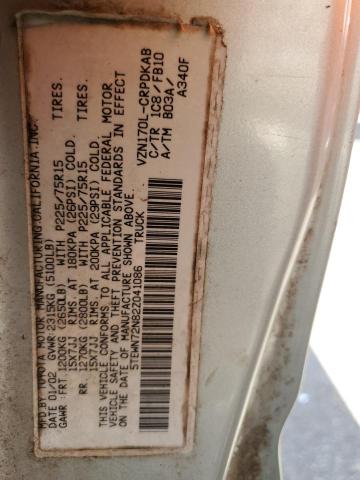 MFD.BY TOYOTA MOTOR MANUFACTURING CALIFORNIA INC.
DATE 01/02 GVWR:2315KG (5100LB)
GAWR FRT.1200KG (2650LB) WITH P225/75R15 TIRES.
15X7JJ RIMS.AT 180KPA (26PSI) COLD.
RR. 1270KG (2800LB) WITH P225/75R15 TIRES.
15X7JJ RIMS.AT 200KPA (29PSI) COLD.
THIS VEHICLE CONFORMS TO ALL APPLICABLE FEDERAL MOTOR
VEHICLE SAFETY AND THEFT PREVENTION STANDARDS IN EFFECT
ON THE DATE OF MANUFACTURE SHOWN ABOVE.
5TEWN72N82Z041086 TRUCK
VZN170L-CRPDKAB
C/TR 1C8/FB10
A/TM B03A/
A340F